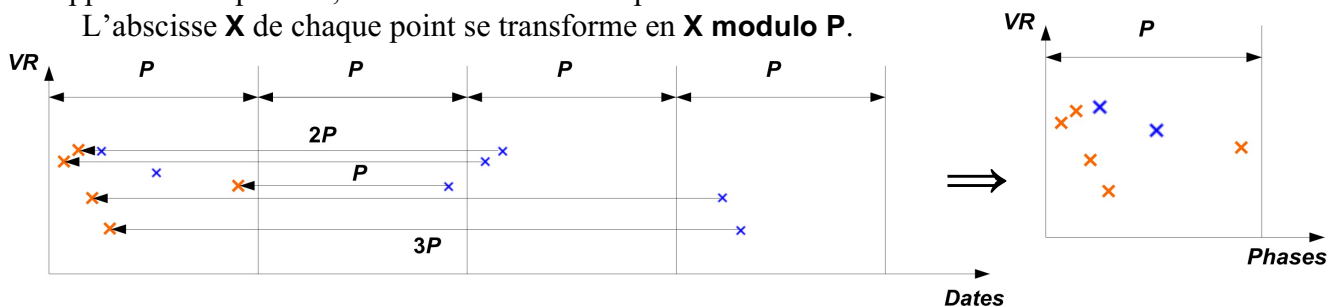 L'abscisse X de chaque point se transforme en X modulo P.
VR
P
P
P
P
2P
P
3P
Dates
VR
P
Phases